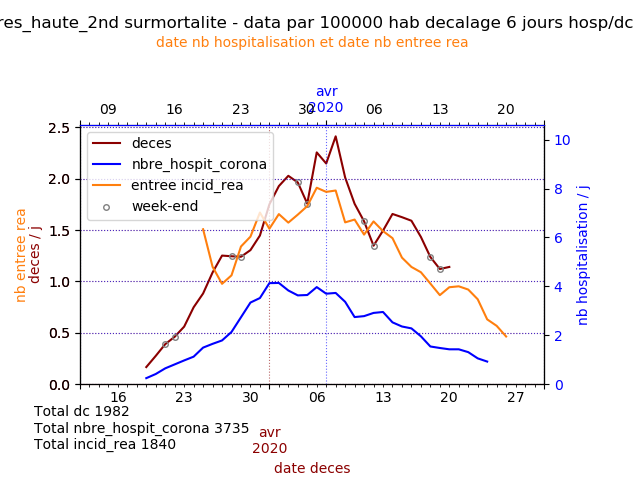 res_haute_2nd surmortalite - data par 100000 hab decalage 6 jours hosp/dc
date nb hospitalisation et date nb entree rea
avr
2020
09 16 23 30 06 13 20
2.5
2.0
1.5
1.0
0.5
0.0
nb entree rea
deces / j
deces
nbre_hospit_corona
entree incid_rea
week-end
10
8
6
4
2
0
nb hospitalisation / j
16 23 30 06 13 20 27
avr
2020
date deces
Total dc 1982
Total nbre_hospit_corona 3735
Total incid_rea 1840